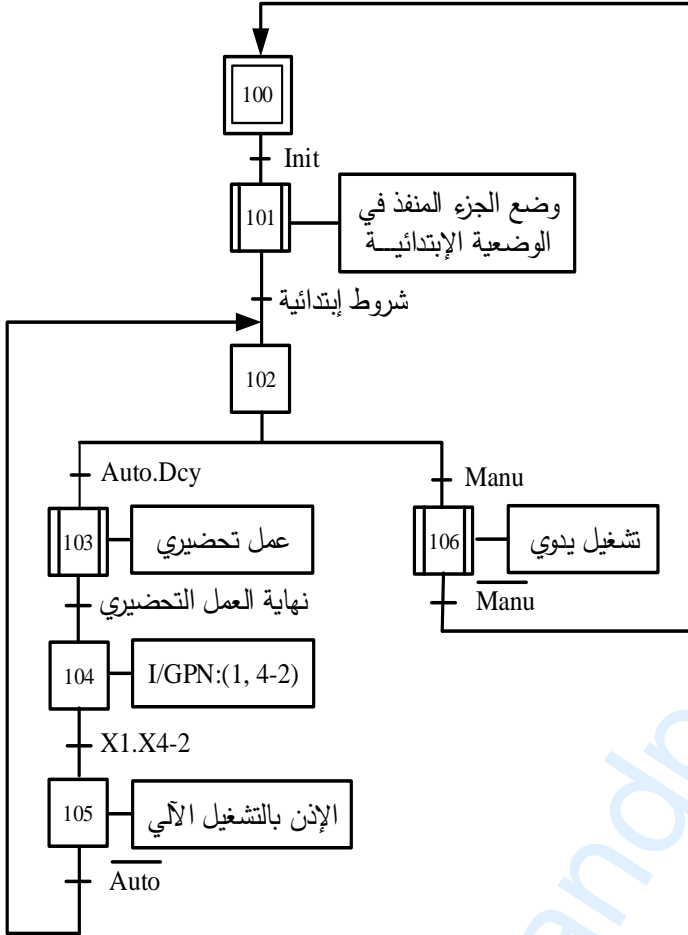 100
Init
101
وضع الجزء المنفذ في
الوضعية الإبتدائيـــة
شروط إبتدائية
102
Auto.Dcy
Manu
103
عمل تحضيري
106
تشغيل يدوي
نهاية العمل التحضيري
Manu
104
I/GPN:(1, 4-2)
X1.X4-2
105
الإذن بالتشغيل الآلي
Auto